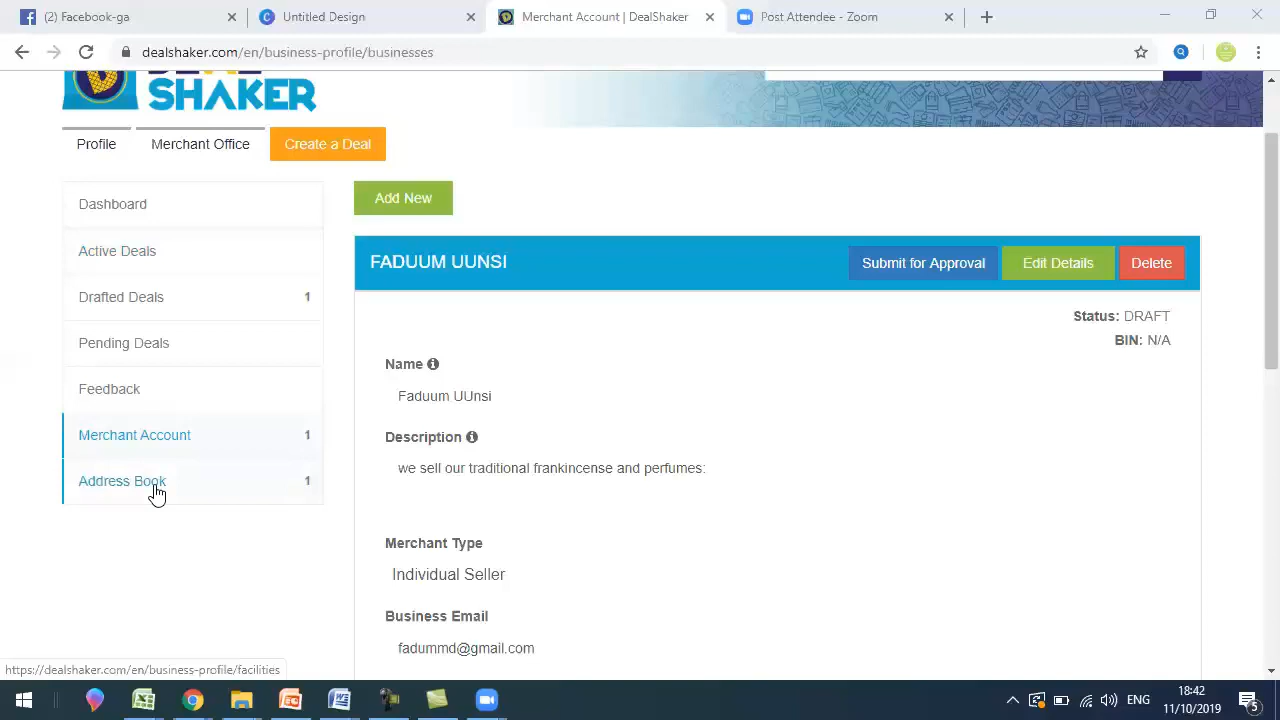 (2) Facebook-ga
Untitled Design
Merchant Account | DealShaker
Post Attendee - Zoom
dealshaker.com/en/business-profile/businesses
SHAKER
Profile
Merchant Office
Create a Deal
Dashboard
Active Deals
Drafted Deals 1
Pending Deals
Feedback
Merchant Account 1
Address Book 1
Add New
FADUUM UUNSI
Submit for Approval
Edit Details
Delete
Status: DRAFT
BIN: N/A
Name
Faduum UUnsi
Description
we sell our traditional frankincense and perfumes:
Merchant Type
Individual Seller
Business Email
fadummd@gmail.com
https://dealshaker.com/en/business-profile/facilities
ENG
18:42
11/10/2019
5